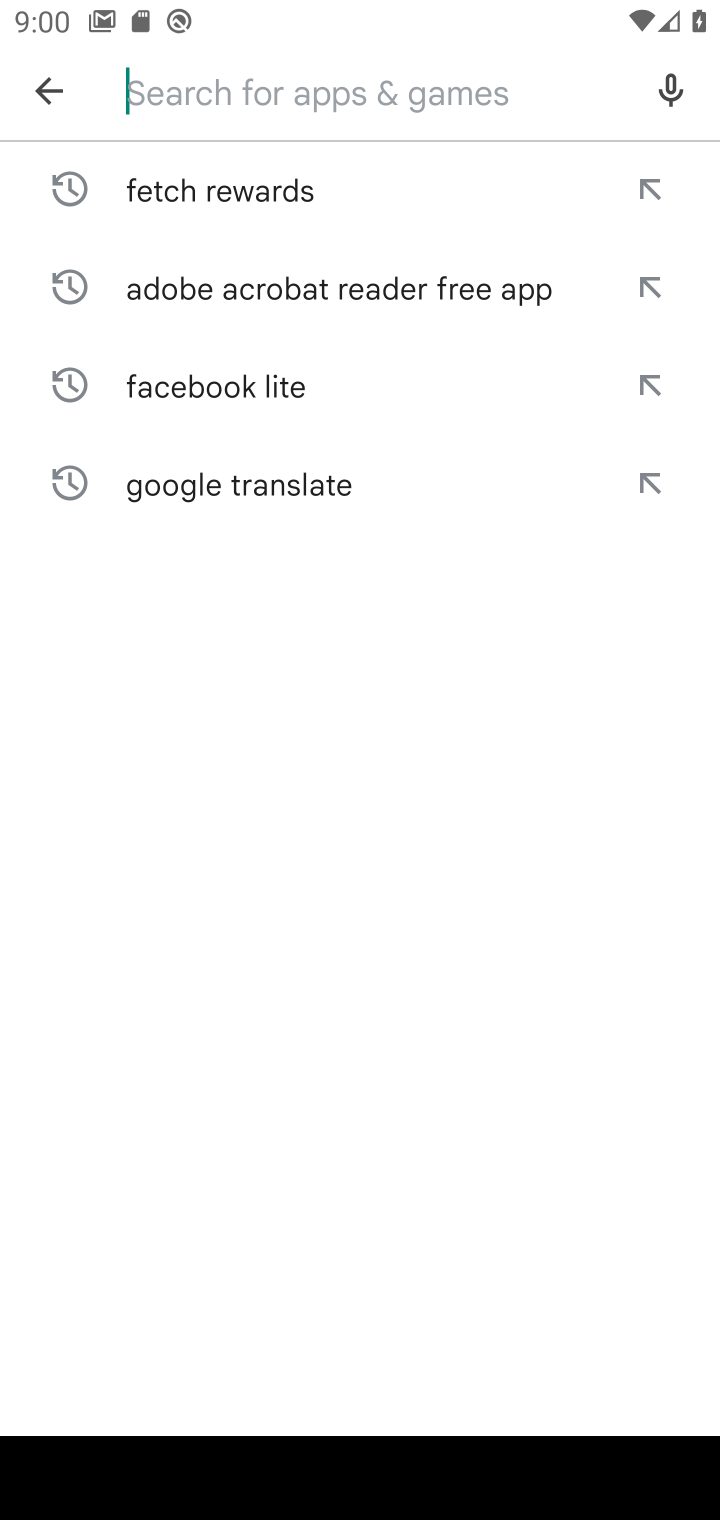 9:00
Search for apps & games
fetch rewards
adobe acrobat reader free app
facebook lite
google translate